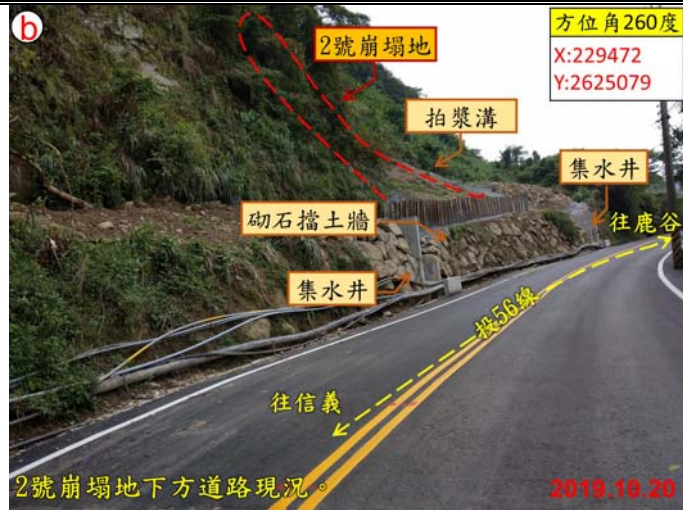 b
方位角260度
X:229472
Y:2625079
2號崩塌地
拍漿溝
集水井
砌石擋土牆
往鹿谷
集水井
投56線
往信義
2號崩塌地下方道路現況。
2019.10.20